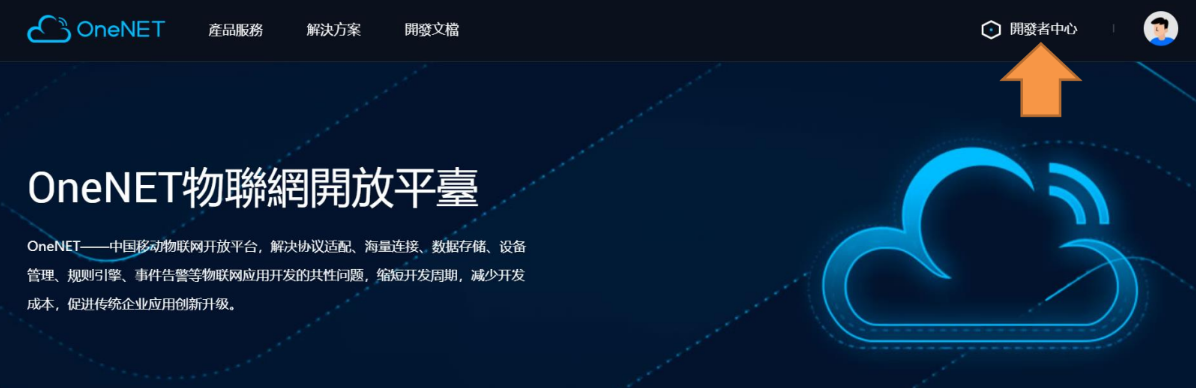 OneNET 產品服務 解決方案 開發文檔 開發者中心
OneNET物聯網開放平臺
OneNET——中国移动物联网开放平台，解决协议适配、海量连接、数据存储、设备
管理、规则引擎、事件告警等物联网应用开发的共性问题，缩短开发周期，减少开发
成本，促进传统企业应用创新升级。